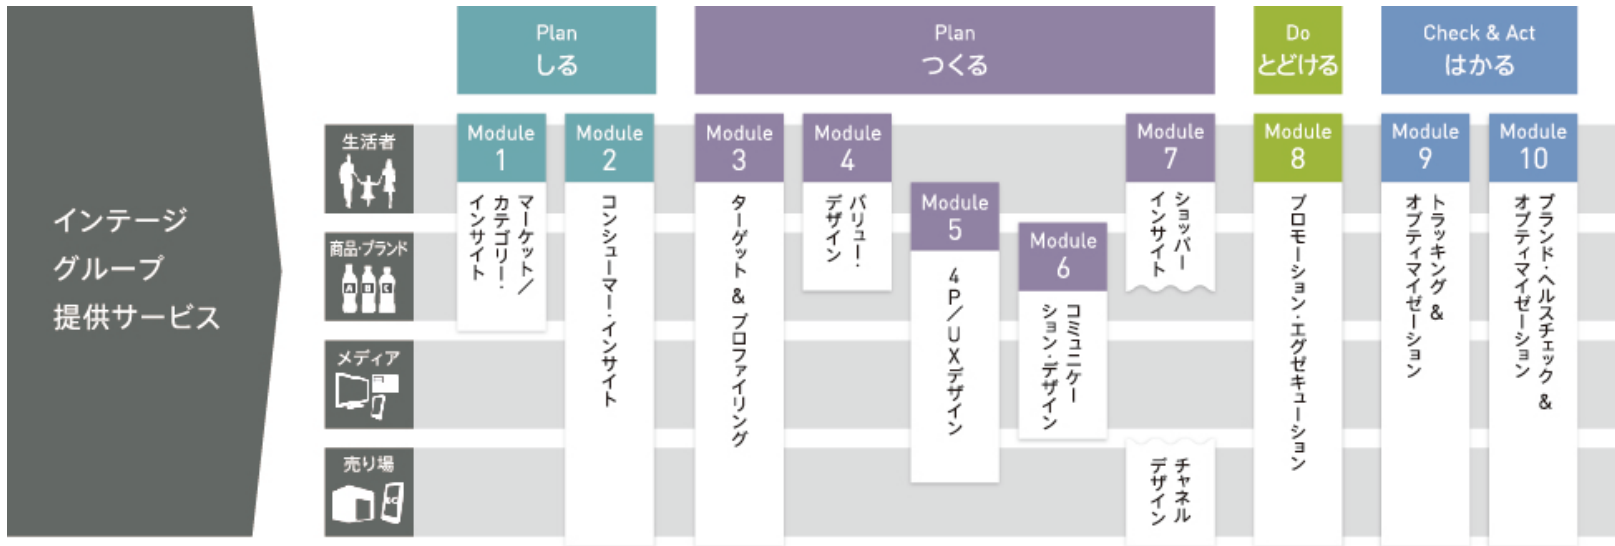 インテージ
グループ
提供サービス
Plan
しる
Plan
つくる
Do
とどける
Check & Act
はかる
生活者
商品・ブランド
A B C
メディア
売り場
EC
Module
1
マーケット／
カテゴリー・
インサイト
Module
2
コンシューマー・インサイト
Module
3
ターゲット & プロファイリング
Module
4
バリュー・
デザイン
Module
5
4P／UXデザイン
Module
6
コミュニケー
ション・デザイン
Module
7
ショッパー
インサイト
チャネル
デザイン
Module
8
プロモーション・エグゼキューション
Module
9
トラッキング &
オプティマイゼーション
Module
10
ブランド・ヘルスチェック &
オプティマイゼーション